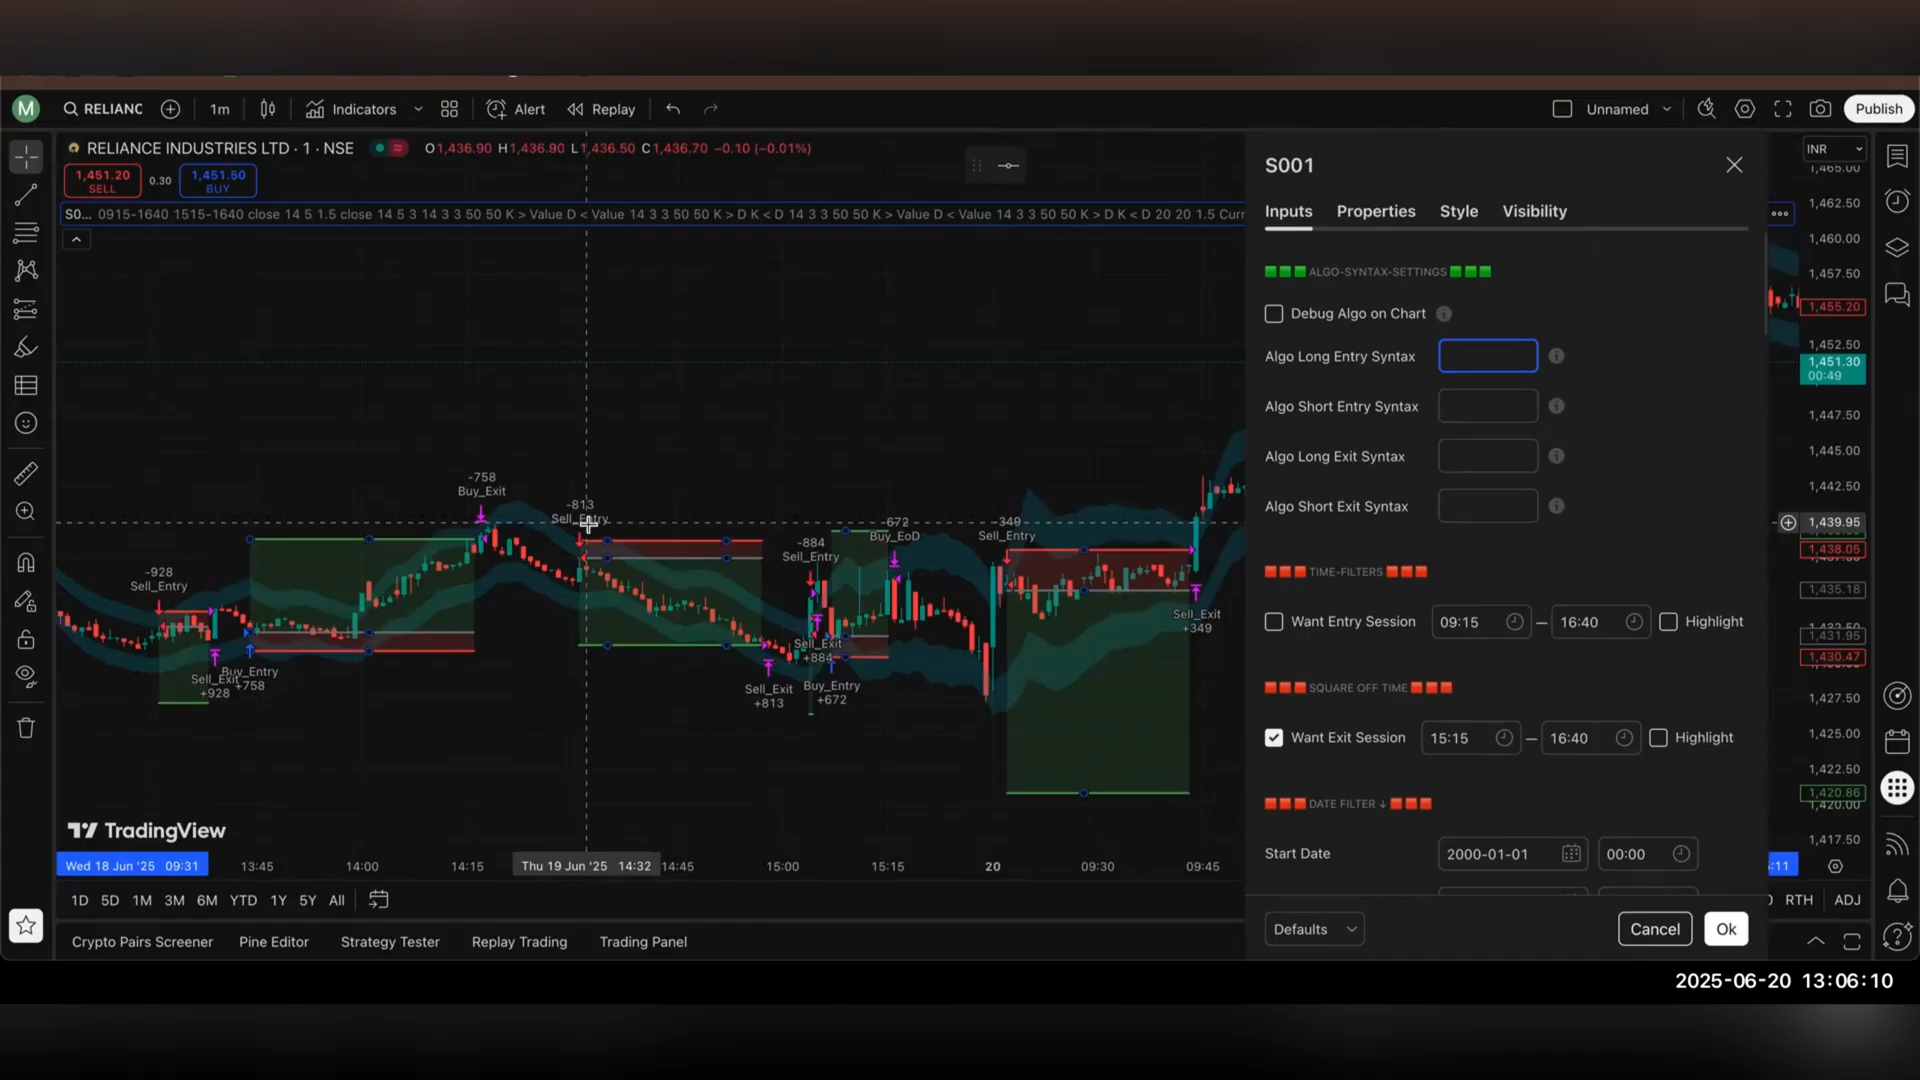 M RELIANC 1m Indicators Alert Replay Unnamed Publish
RELIANCE INDUSTRIES LTD · 1 · NSE O1,436.90 H1,436.90 L1,436.50 C1,436.70 −0.10 (−0.01%)
1,451.20
SELL
0.30
1,451.50
BUY
S0... 0915-1640 1515-1640 close 14 5 1.5 close 14 5 3 14 3 3 50 50 K > Value D < Value 14 3 3 50 50 K > D K < D 14 3 3 50 50 K > Value D < Value 14 3 3 50 50 K > D K < D 20 20 1.5 Curr
-928
Sell_Entry
Sell_Exit
+928
Buy_Entry
+758
-758
Buy_Exit
-813
Sell_Entry
Sell_Exit
+813
-884
Sell_Entry
Sell_Exit
+884
Buy_Entry
+672
-672
Buy_EoD
-349
Sell_Entry
Sell_Exit
+349
TradingView
Wed 18 Jun '25 09:31 13:45 14:00 14:15 Thu 19 Jun '25 14:32 14:45 15:00 15:15 20 09:30 09:45 :11
1D 5D 1M 3M 6M YTD 1Y 5Y All RTH ADJ
Crypto Pairs Screener Pine Editor Strategy Tester Replay Trading Trading Panel
S001
Inputs Properties Style Visibility
ALGO-SYNTAX-SETTINGS
Debug Algo on Chart
Algo Long Entry Syntax
Algo Short Entry Syntax
Algo Long Exit Syntax
Algo Short Exit Syntax
TIME-FILTERS
Want Entry Session 09:15 — 16:40 Highlight
SQUARE OFF TIME
Want Exit Session 15:15 — 16:40 Highlight
DATE FILTER ↓
Start Date 2000-01-01 00:00
Defaults Cancel Ok
INR
1,465.00
1,462.50
1,460.00
1,457.50
1,455.20
1,452.50
1,451.30
00:49
1,447.50
1,445.00
1,442.50
1,439.95
1,438.05
1,435.18
1,431.95
1,430.47
1,427.50
1,425.00
1,422.50
1,420.86
1,420.00
1,417.50
2025-06-20 13:06:10